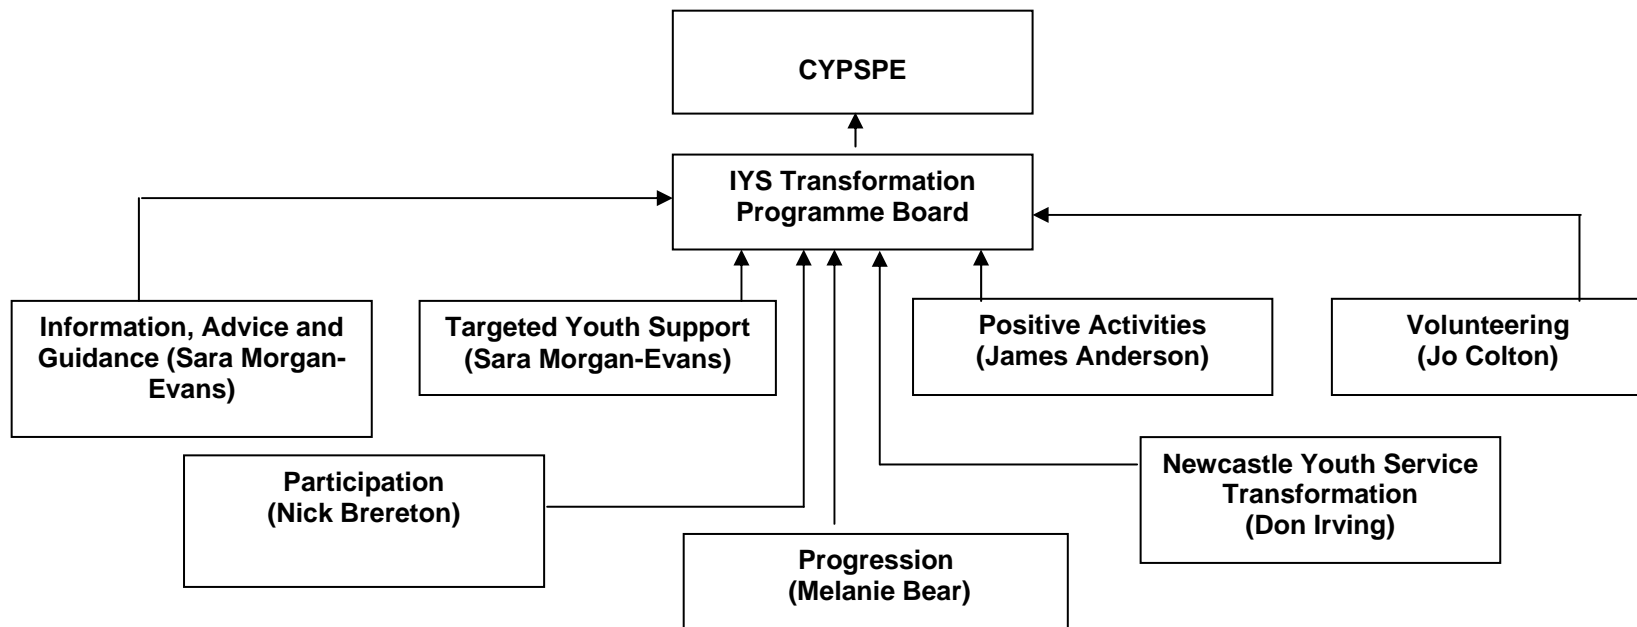 CYPSPE
IYS Transformation
Programme Board
Information, Advice and
Guidance (Sara Morgan-
Evans)
Targeted Youth Support
(Sara Morgan-Evans)
Positive Activities
(James Anderson)
Volunteering
(Jo Colton)
Participation
(Nick Brereton)
Newcastle Youth Service
Transformation
(Don Irving)
Progression
(Melanie Bear)